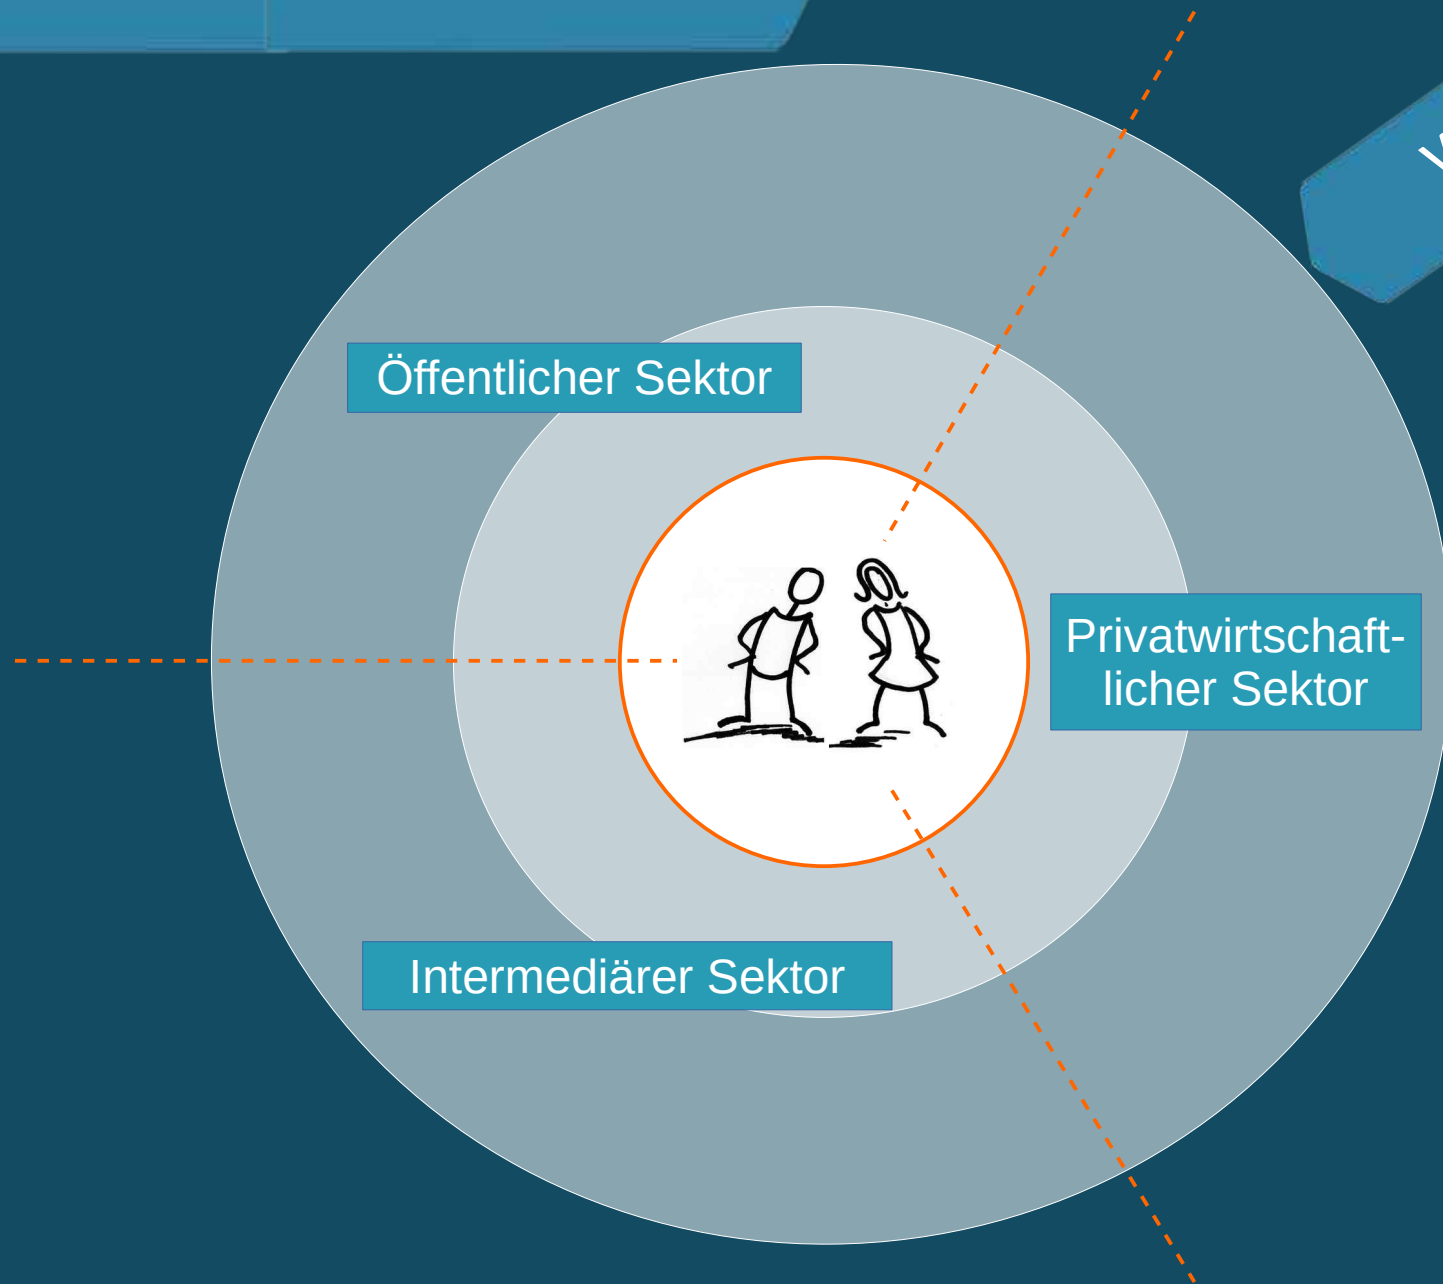 Öffentlicher Sektor
Privatwirtschaft-
licher Sektor
Intermediärer Sektor